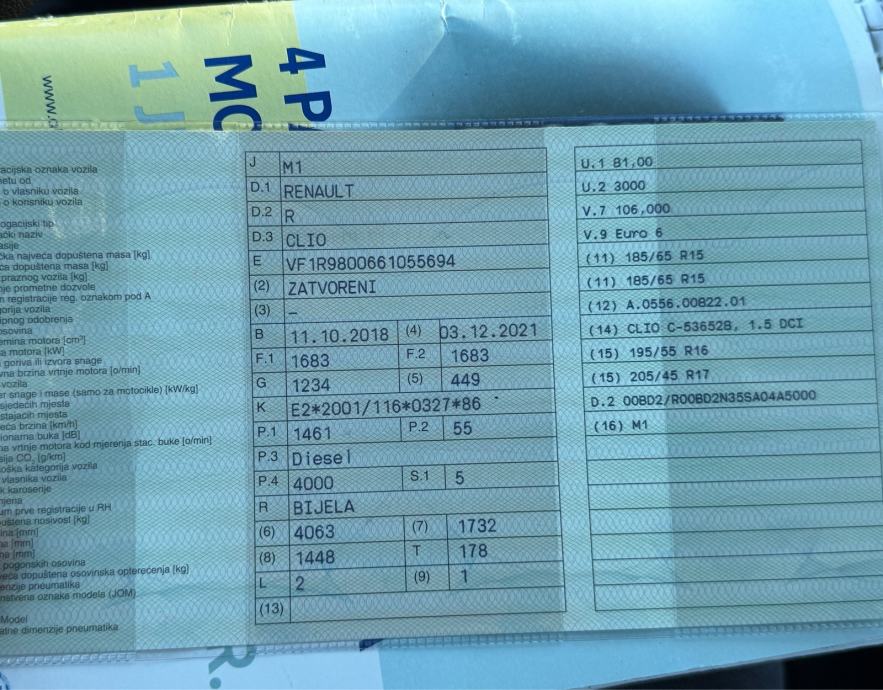 4 P
MC
1 J
www.
acijska oznaka vozila
etu od
o vlasniku vozila
o korisniku vozila
ogacijski tip
ački naziv
asije
čka najveća dopuštena masa [kg]
ća dopuštena masa [kg]
praznog vozila [kg]
je prometne dozvole
n registracije reg. oznakom pod A
orija vozila
ipnog odobrenja
osovina
emina motora [cm³]
a motora [kW]
goriva ili izvora snage
vna brzina vrtnje motora [o/min]
vozila
er snage i mase (samo za motocikle) [kW/kg]
sjedećih mjesta
stajaćih mjesta
eća brzina [km/h]
ionarna buka [dB]
na vrtnje motora kod mjerenja stac. buke [o/min]
sija CO₂ [g/km]
loška kategorija vozila
vlasnika vozila
k karoserije
njena
um prve registracije u RH
puštena nosivost [kg]
ina [mm]
na [mm]
na [mm]
pogonskih osovina
veća dopuštena osovinska opterećenja [kg]
enzije pneumatika
nstvena oznaka modela (JOM)
Model
atne dimenzije pneumatika
J M1
D.1 RENAULT
D.2 R
D.3 CLIO
E VF1R9800661055694
(2) ZATVORENI
(3) –
B 11.10.2018 (4) 03.12.2021
F.1 1683 F.2 1683
G 1234 (5) 449
K E2*2001/116*0327*86
P.1 1461 P.2 55
P.3 Diesel
P.4 4000 S.1 5
R BIJELA
(6) 4063 (7) 1732
(8) 1448 T 178
L 2 (9) 1
(13)
U.1 81,00
U.2 3000
V.7 106,000
V.9 Euro 6
(11) 185/65 R15
(11) 185/65 R15
(12) A.0556.00822.01
(14) CLIO C-536528, 1.5 DCI
(15) 195/55 R16
(15) 205/45 R17
D.2 00BD2/R00BD2N35SA04A5000
(16) M1
R.